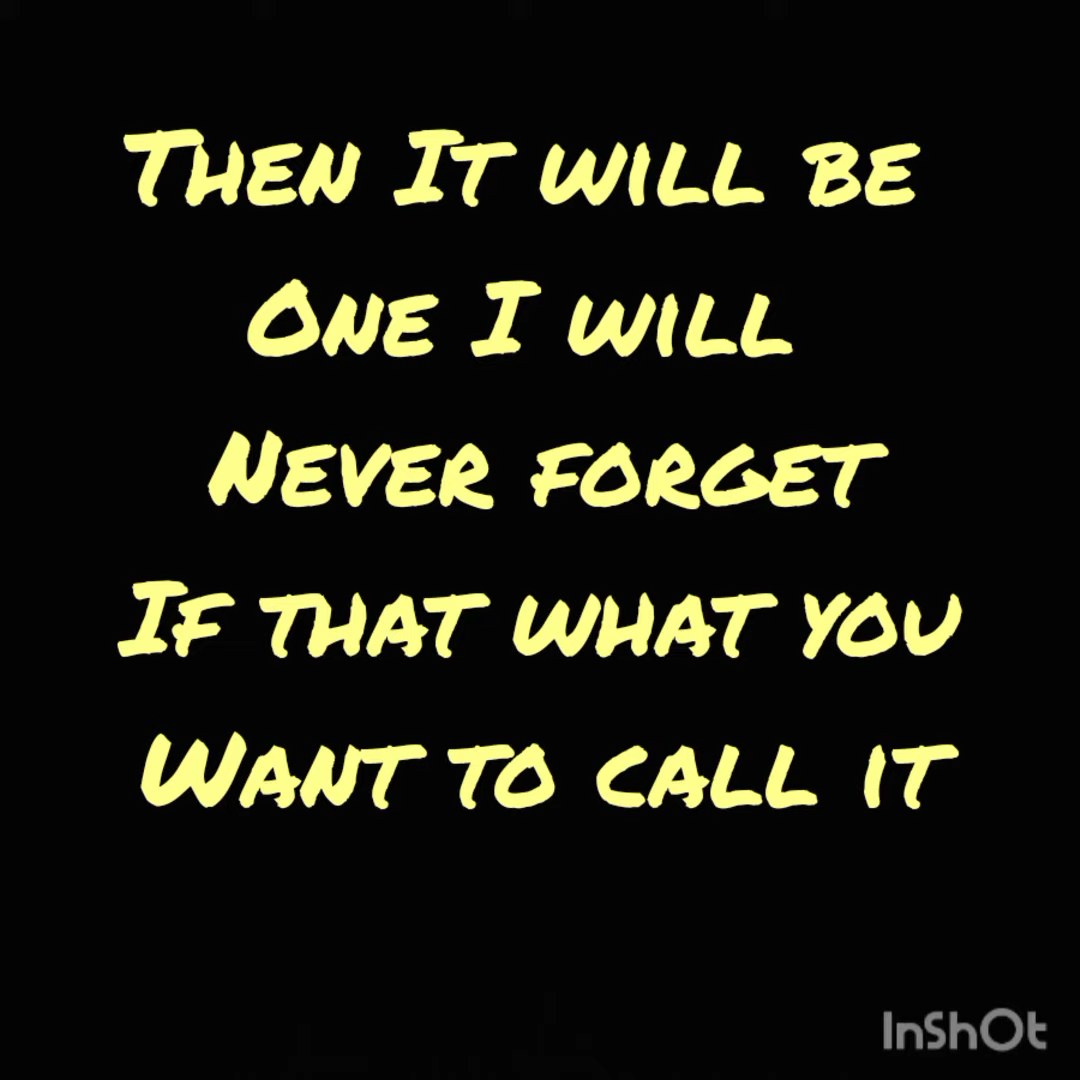 Then It will be
One I will
Never forget
If that what you
Want to call it
InShOt